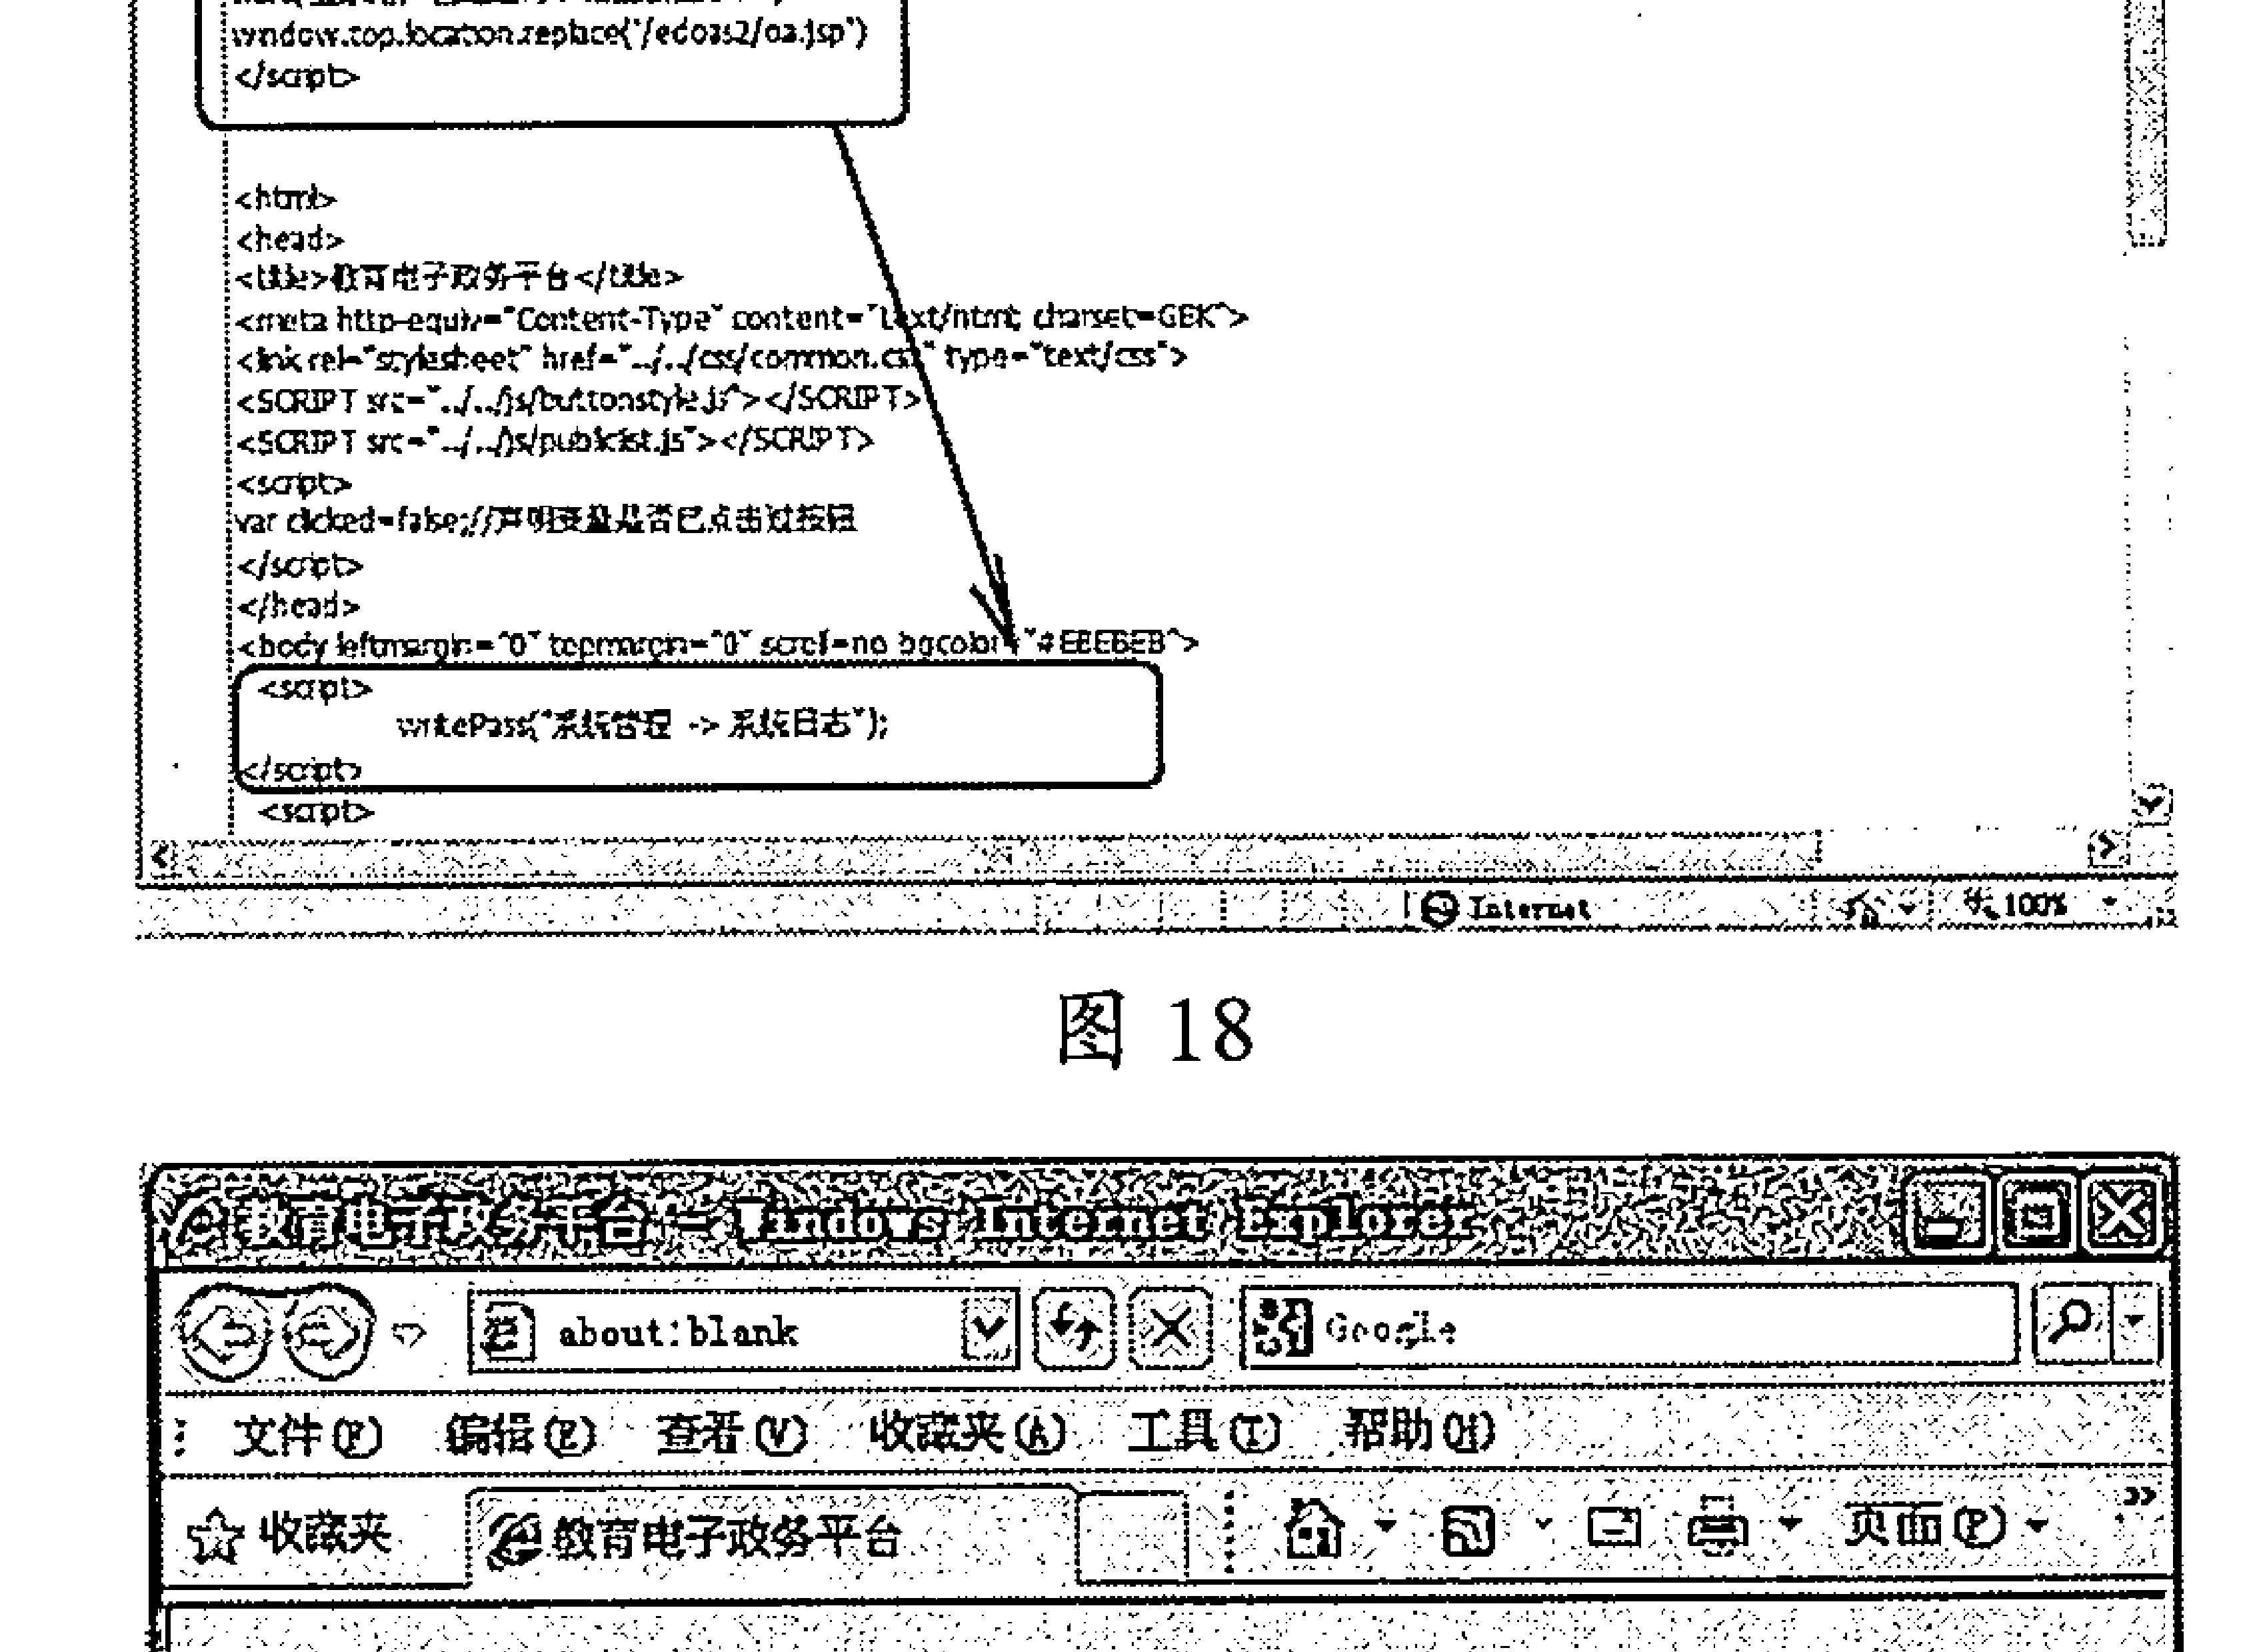 window.top.location.replace('/edoas2/oa.jsp')
</script>
<html>
<head>
<title>教育电子政务平台</title>
<meta http-equiv="Content-Type" content="text/html; charset=GBK">
<link rel="stylesheet" href="../../css/common.css" type="text/css">
<SCRIPT src="../../js/buttonstyle.js"></SCRIPT>
<SCRIPT src="../../js/publiclist.js"></SCRIPT>
<script>
var clicked=false;//声明变量是否已点击过按钮
</script>
</head>
<body leftmargin="0" topmargin="0" scroll=no bgcolor="#EBEBEB">
<script>
writePass("系统管理 -> 系统日志");
</script>
<script>
Internet 100%
图 18
教育电子政务平台 - Windows Internet Explorer
about:blank Google
文件(F) 编辑(E) 查看(V) 收藏夹(A) 工具(T) 帮助(H)
收藏夹 教育电子政务平台 页面(P)